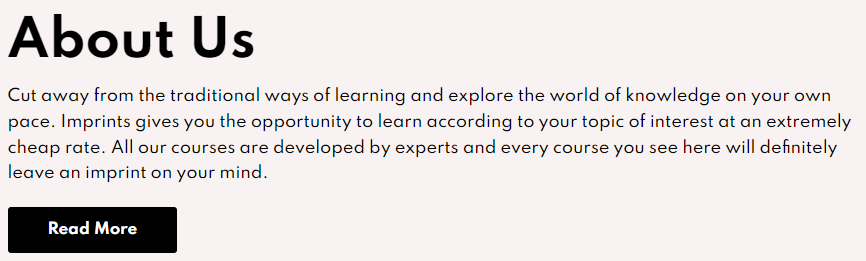 About Us
Cut away from the traditional ways of learning and explore the world of knowledge on your own
pace. Imprints gives you the opportunity to learn according to your topic of interest at an extremely
cheap rate. All our courses are developed by experts and every course you see here will definitely
leave an imprint on your mind.
Read More